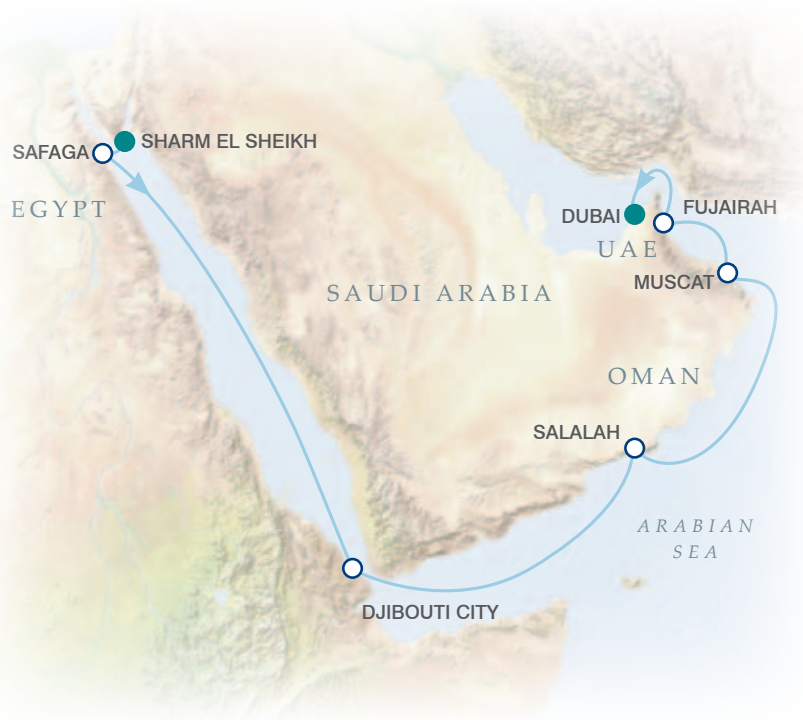 SHARM EL SHEIKH
SAFAGA
EGYPT
DUBAI
FUJAIRAH
UAE
MUSCAT
SAUDI ARABIA
OMAN
SALALAH
ARABIAN
SEA
DJIBOUTI CITY